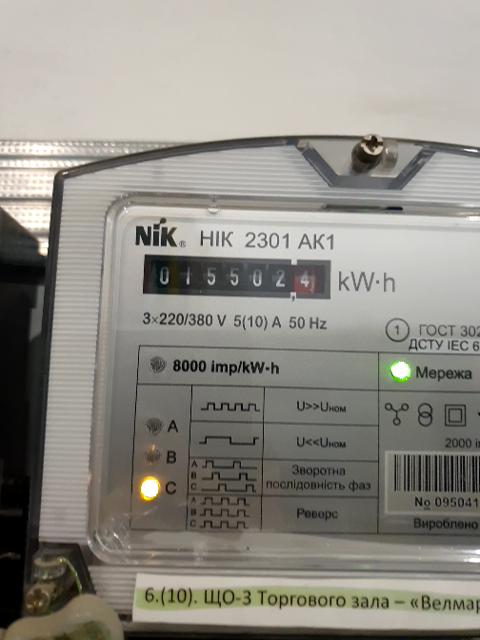 NiK® НІК 2301 АК1
0155024 kW·h
3×220/380 V 5(10) A 50 Hz
1 ГОСТ 302
ДСТУ ІЕС 6
8000 imp/kW·h
Мережа
A
B
C
U>>Uном
U<<Uном
A
B
C
Зворотна
послідовність фаз
A
B
C
Реверс
2000 i
№ 095041
Вироблено
6.(10). ЩО-3 Торгового зала – «Велмар